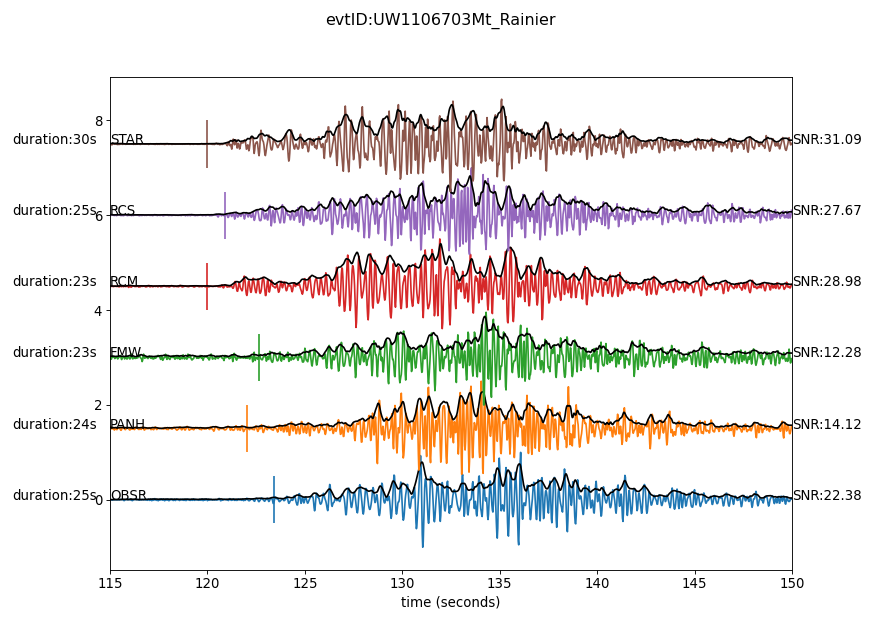 evtID:UW1106703Mt_Rainier
8
duration:30s STAR SNR:31.09
duration:25s 6 RCS SNR:27.67
duration:23s RCM SNR:28.98
4
duration:23s FMW SNR:12.28
2
duration:24s PANH SNR:14.12
duration:25s 0 OBSR SNR:22.38
115 120 125 130 135 140 145 150
time (seconds)